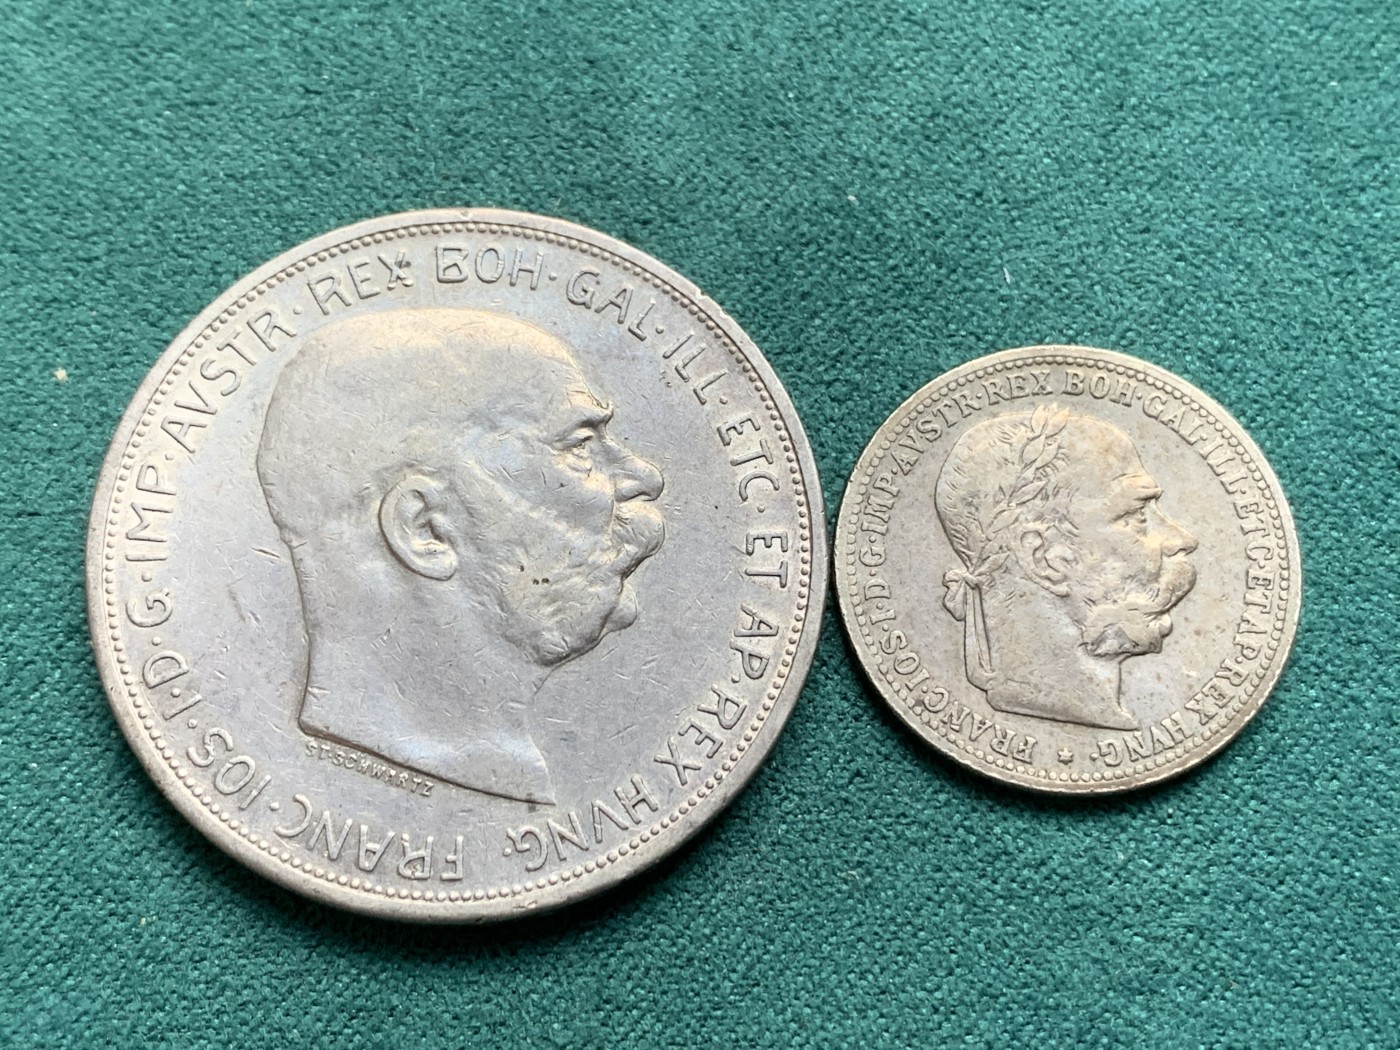 FRANC · IOS · I · D · G · IMP · AVSTR · REX BOH · GAL · ILL · ETC · ET AP · REX HVNG ·
ST · SCHWARTZ
FRANC · IOS · I · D · G · IMP · AVSTR · REX BOH · GAL · ILL · ETC · ET AP · REX HVNG ·